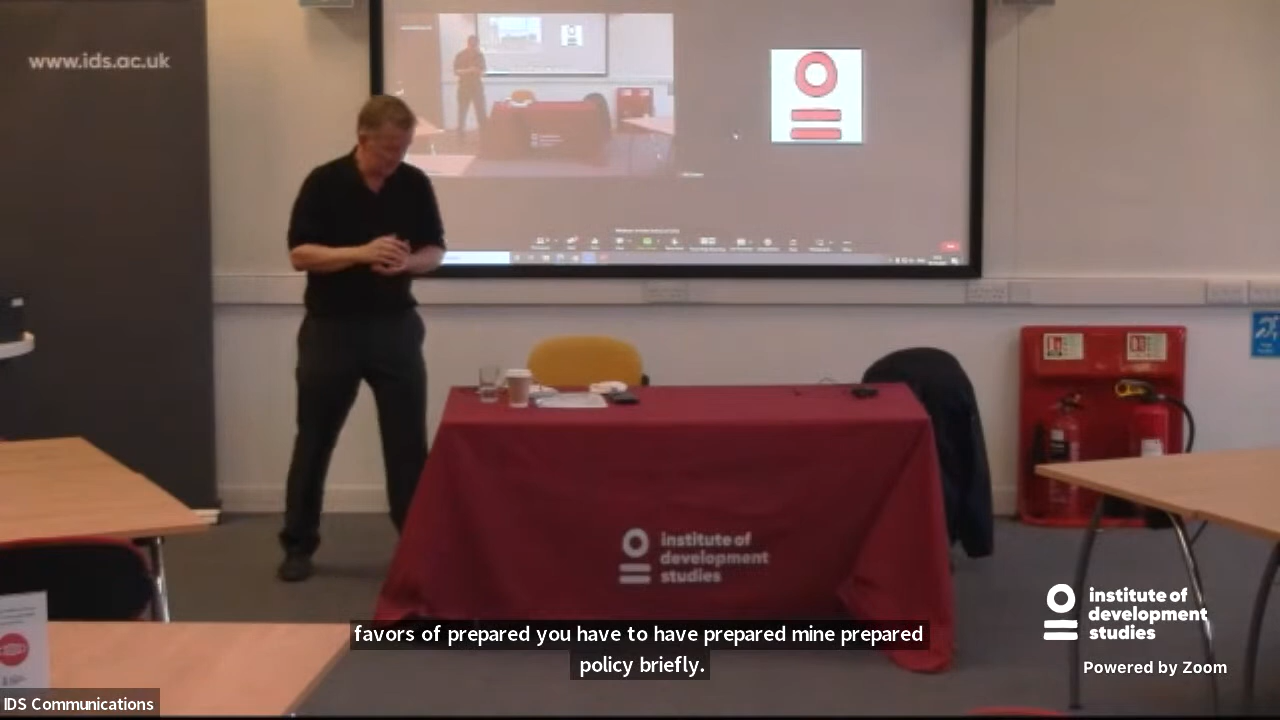 www.ids.ac.uk
institute of
development
studies
institute of
development
studies
Powered by Zoom
favors of prepared you have to have prepared mine prepared
policy briefly.
IDS Communications